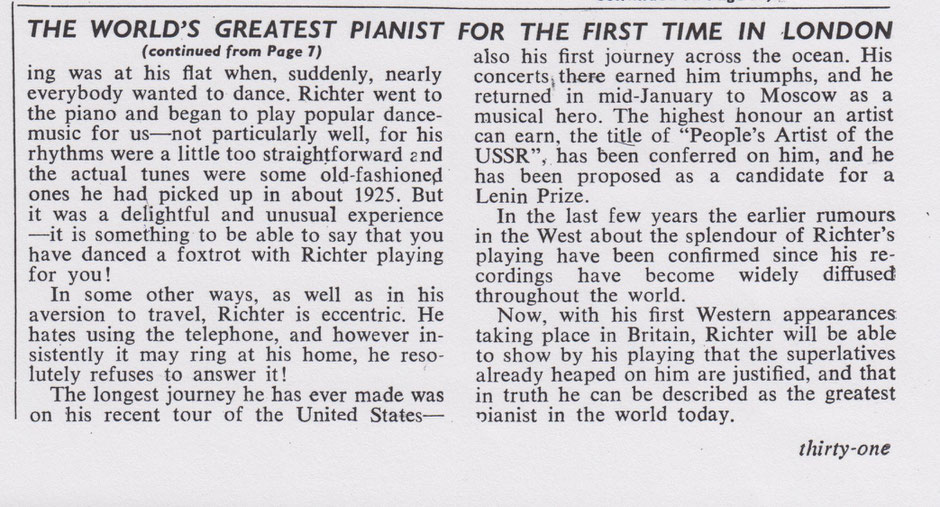 THE WORLD'S GREATEST PIANIST FOR THE FIRST TIME IN LONDON
(continued from Page 7)
ing was at his flat when, suddenly, nearly
everybody wanted to dance. Richter went to
the piano and began to play popular dance-
music for us—not particularly well, for his
rhythms were a little too straightforward and
the actual tunes were some old-fashioned
ones he had picked up in about 1925. But
it was a delightful and unusual experience
—it is something to be able to say that you
have danced a foxtrot with Richter playing
for you!
In some other ways, as well as in his
aversion to travel, Richter is eccentric. He
hates using the telephone, and however in-
sistently it may ring at his home, he reso-
lutely refuses to answer it!
The longest journey he has ever made was
on his recent tour of the United States—
also his first journey across the ocean. His
concerts there earned him triumphs, and he
returned in mid-January to Moscow as a
musical hero. The highest honour an artist
can earn, the title of "People's Artist of the
USSR", has been conferred on him, and he
has been proposed as a candidate for a
Lenin Prize.
In the last few years the earlier rumours
in the West about the splendour of Richter's
playing have been confirmed since his re-
cordings have become widely diffused
throughout the world.
Now, with his first Western appearances
taking place in Britain, Richter will be able
to show by his playing that the superlatives
already heaped on him are justified, and that
in truth he can be described as the greatest
pianist in the world today.
thirty-one